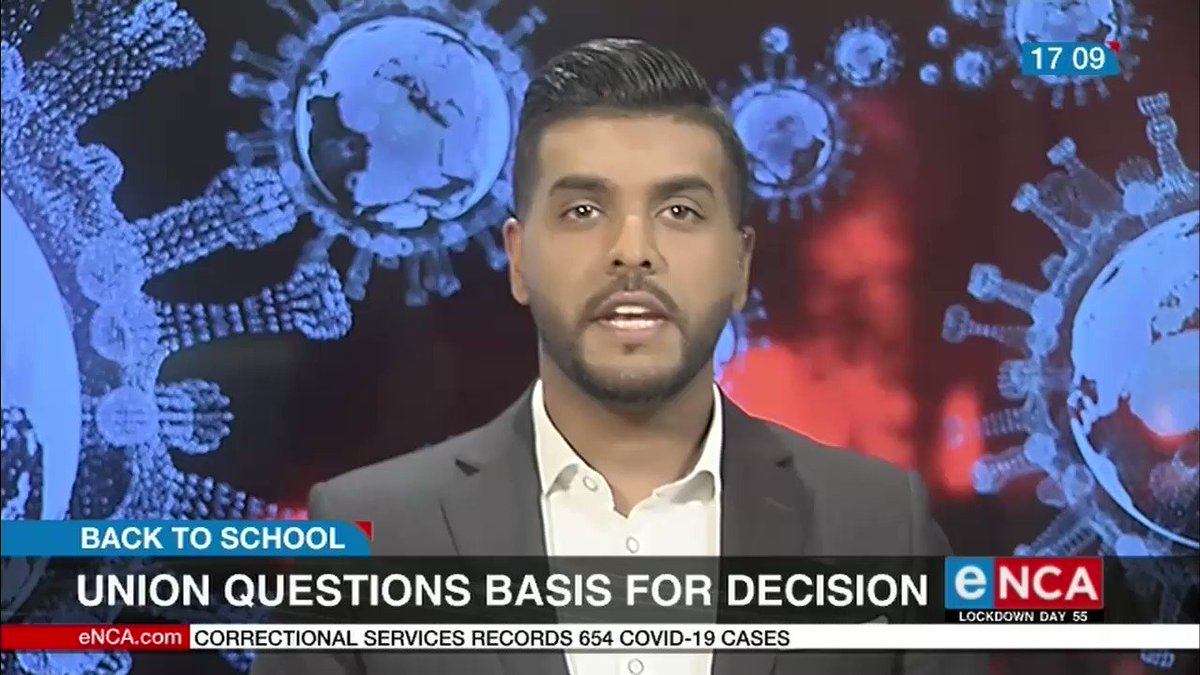 17 09
BACK TO SCHOOL
UNION QUESTIONS BASIS FOR DECISION
eNCA
LOCKDOWN DAY 55
eNCA.com
CORRECTIONAL SERVICES RECORDS 654 COVID-19 CASES